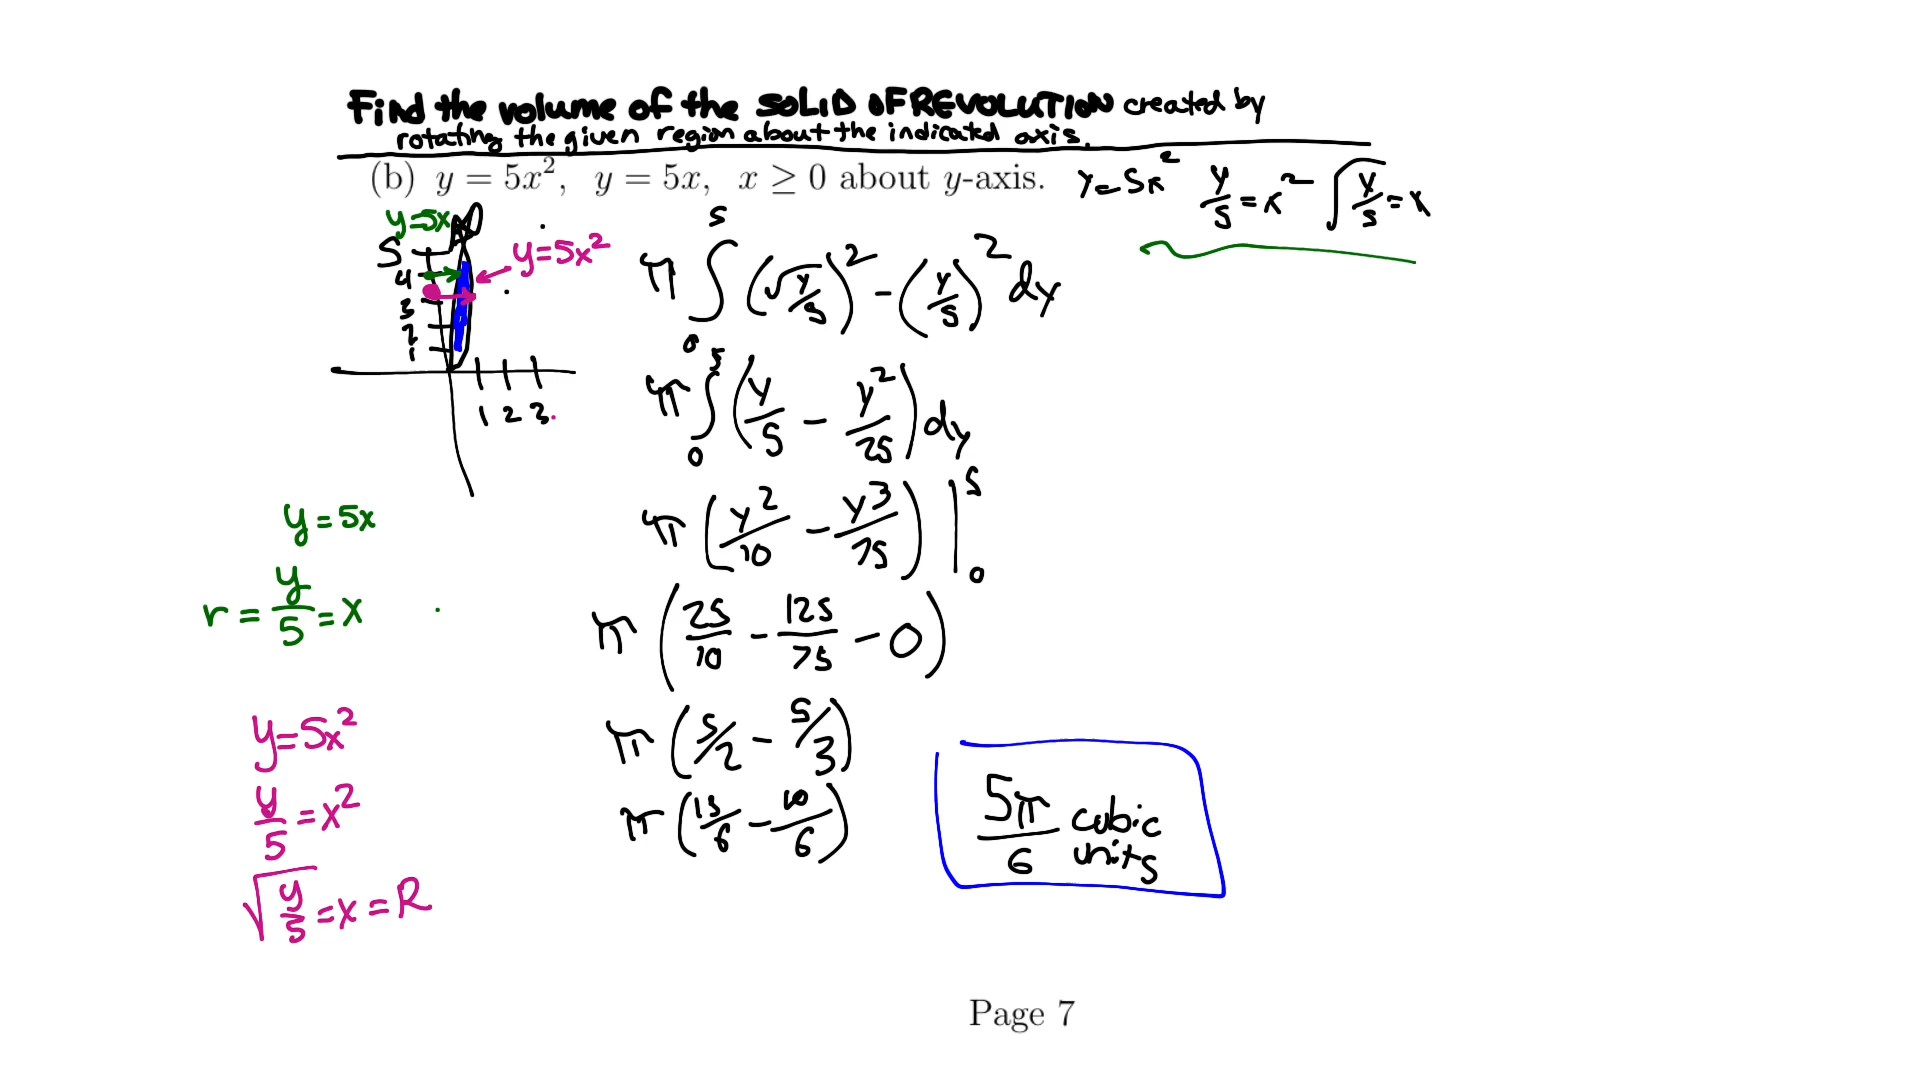 Find the volume of the SOLID OF REVOLUTION created by
rotating the given region about the indicated axis.
(b) y = 5x², y = 5x, x ≥ 0 about y-axis.
y=5x² y/5 = x² √(y/5) = x
y=5x
y=5x²
5
4
3
2
1
1 2 3
π ∫₀⁵ (√(y/5))² - (y/5)² dy
π ∫₀⁵ (y/5 - y²/25) dy
π (y²/10 - y³/75) |₀⁵
π (25/10 - 125/75 - 0)
π (5/2 - 5/3)
π (15/6 - 10/6)
5π/6 cubic units
y = 5x
r = y/5 = x
y=5x²
y/5 = x²
√(y/5) = x = R
Page 7